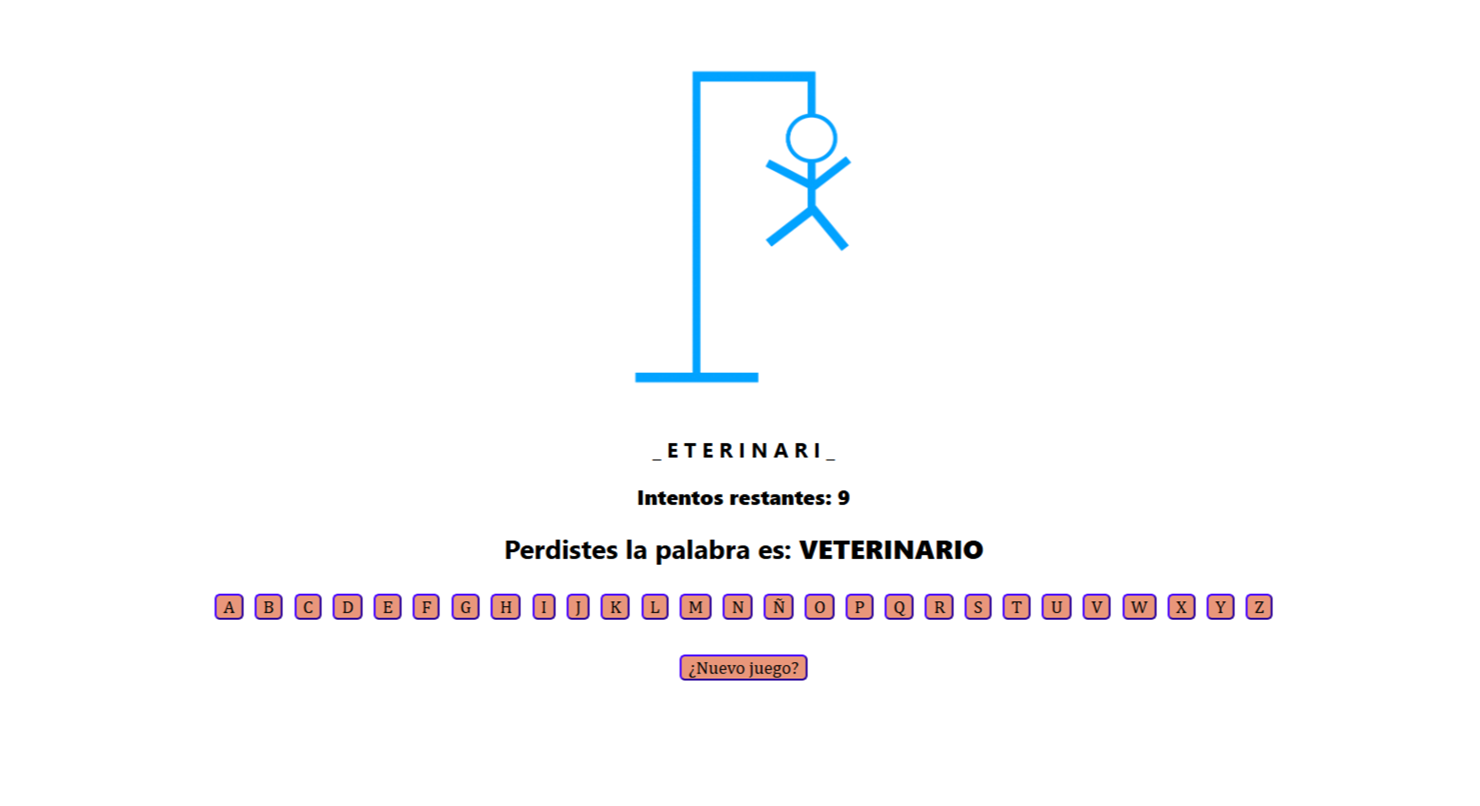 _ E T E R I N A R I _
Intentos restantes: 9
Perdistes la palabra es: VETERINARIO
A B C D E F G H I J K L M N Ñ O P Q R S T U V W X Y Z
¿Nuevo juego?